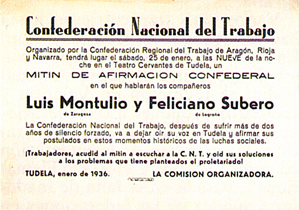 Confederación Nacional del Trabajo
Organizado por la Confederación Regional del Trabajo de Aragón, Rioja
y Navarra, tendrá lugar el sábado, 25 de enero, a las NUEVE de la no-
che en el Teatro Cervantes de Tudela, un
MITIN DE AFIRMACION CONFEDERAL
en el que hablarán los compañeros
Luis Montulio y Feliciano Subero
de Zaragoza de Logroño
La Confederación Nacional del Trabajo, después de sufrir más de dos
años de silencio forzado, va a dejar oir su voz en Tudela y afirmar sus
postulados en estos momentos históricos de las luchas sociales.
¡Trabajadores, acudid al mitin a escuchar a la C. N. T. y oid sus soluciones
a los problemas que tiene planteados el proletariado!
TUDELA, enero de 1936. LA COMISION ORGANIZADORA.